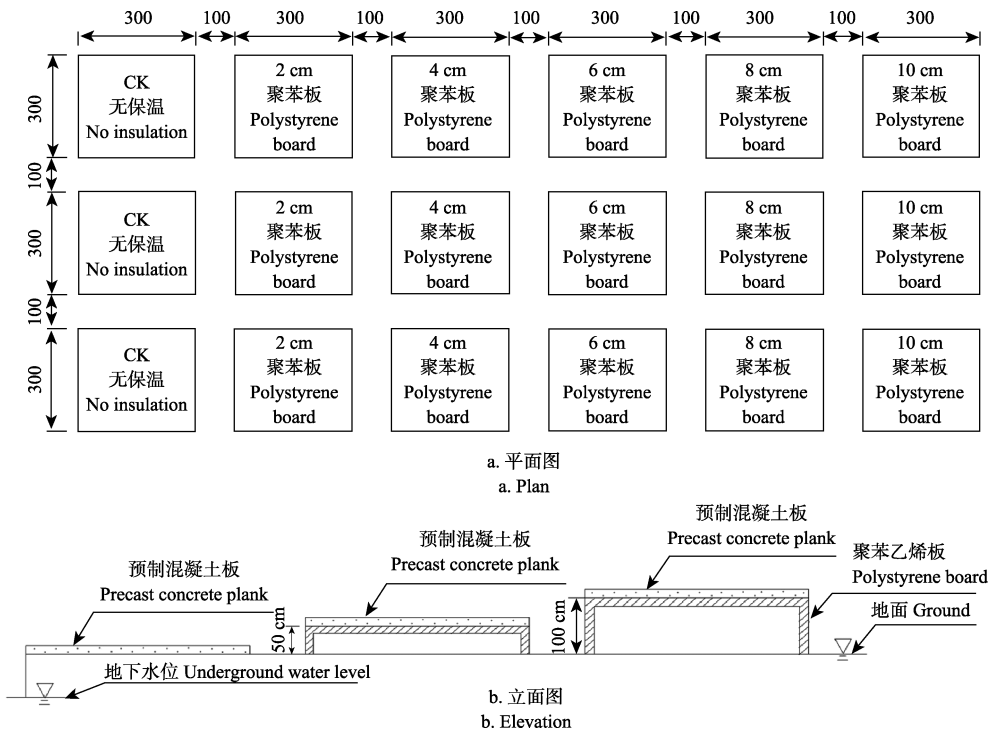 300 100 300 100 300 100 300 100 300 100 300
300
CK
无保温
No insulation
2 cm
聚苯板
Polystyrene
board
4 cm
聚苯板
Polystyrene
board
6 cm
聚苯板
Polystyrene
board
8 cm
聚苯板
Polystyrene
board
10 cm
聚苯板
Polystyrene
board
100
300
CK
无保温
No insulation
2 cm
聚苯板
Polystyrene
board
4 cm
聚苯板
Polystyrene
board
6 cm
聚苯板
Polystyrene
board
8 cm
聚苯板
Polystyrene
board
10 cm
聚苯板
Polystyrene
board
100
300
CK
无保温
No insulation
2 cm
聚苯板
Polystyrene
board
4 cm
聚苯板
Polystyrene
board
6 cm
聚苯板
Polystyrene
board
8 cm
聚苯板
Polystyrene
board
10 cm
聚苯板
Polystyrene
board
a. 平面图
a. Plan
预制混凝土板
Precast concrete plank
预制混凝土板
Precast concrete plank
预制混凝土板
Precast concrete plank
聚苯乙烯板
Polystyrene board
地面 Ground
50 cm
100 cm
地下水位 Underground water level
b. 立面图
b. Elevation